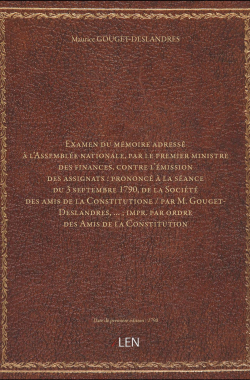 Maurice GOUGET-DESLANDRES
Examen du mémoire adressé
à l'Assemblée nationale, par le premier ministre
des finances, contre l'émission
des assignats : prononcé à la séance
du 3 septembre 1790, de la Société
des amis de la Constitutione / par M. Gouget-
Deslandres, ... ; impr. par ordre
des Amis de la Constitution
Date de première édition : 1790
LEN